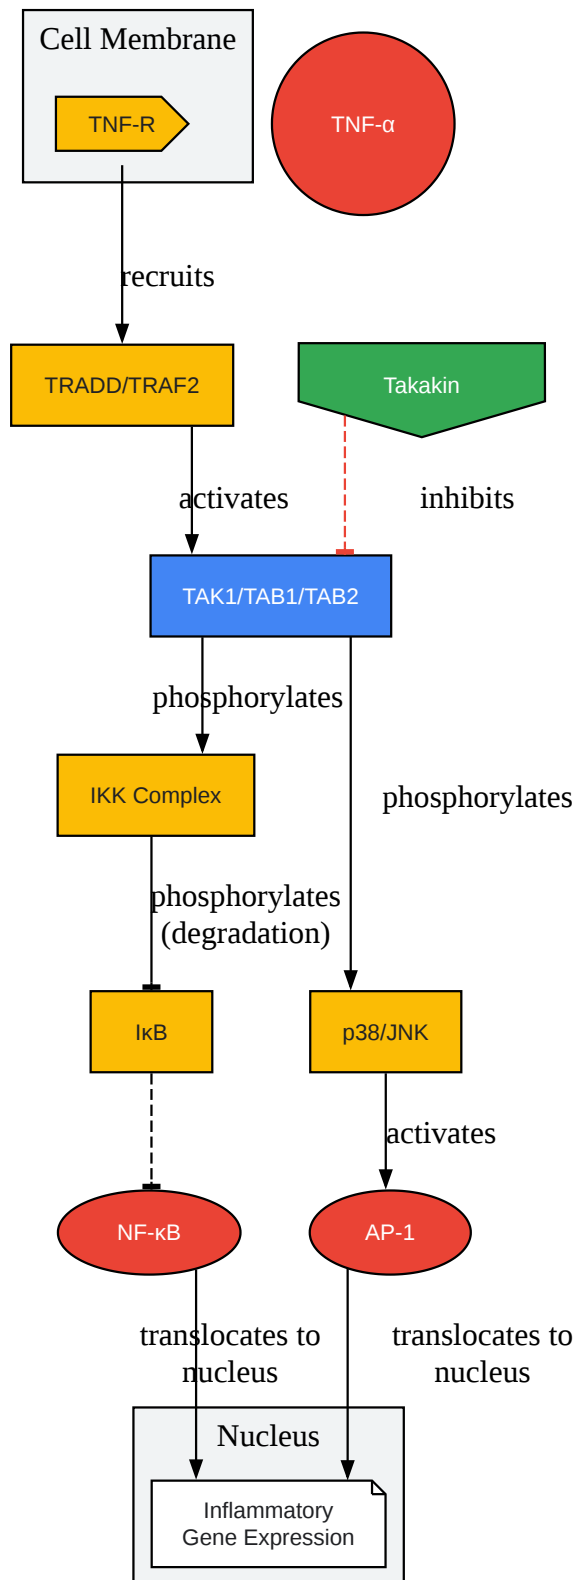 Cell Membrane
TNF-R
TNF-α
recruits
TRADD/TRAF2
Takakin
activates
inhibits
TAK1/TAB1/TAB2
phosphorylates
IKK Complex
phosphorylates
phosphorylates
(degradation)
IκB
p38/JNK
activates
NF-κB
AP-1
translocates to
nucleus
translocates to
nucleus
Nucleus
Inflammatory
Gene Expression